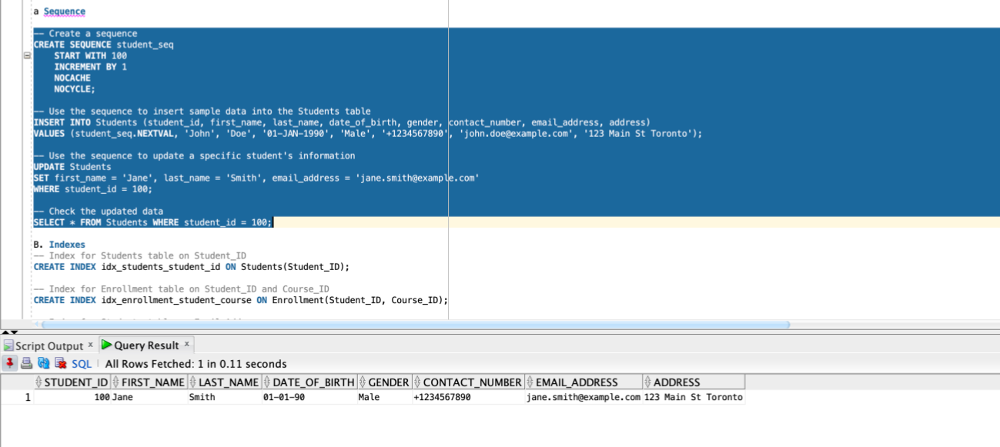 a Sequence
-- Create a sequence
CREATE SEQUENCE student_seq
START WITH 100
INCREMENT BY 1
NOCACHE
NOCYCLE;
-- Use the sequence to insert sample data into the Students table
INSERT INTO Students (student_id, first_name, last_name, date_of_birth, gender, contact_number, email_address, address)
VALUES (student_seq.NEXTVAL, 'John', 'Doe', '01-JAN-1990', 'Male', '+1234567890', 'john.doe@example.com', '123 Main St Toronto');
-- Use the sequence to update a specific student's information
UPDATE Students
SET first_name = 'Jane', last_name = 'Smith', email_address = 'jane.smith@example.com'
WHERE student_id = 100;
-- Check the updated data
SELECT * FROM Students WHERE student_id = 100;
B. Indexes
-- Index for Students table on Student_ID
CREATE INDEX idx_students_student_id ON Students(Student_ID);
-- Index for Enrollment table on Student_ID and Course_ID
CREATE INDEX idx_enrollment_student_course ON Enrollment(Student_ID, Course_ID);
Script Output x Query Result x
SQL | All Rows Fetched: 1 in 0.11 seconds
STUDENT_ID FIRST_NAME LAST_NAME DATE_OF_BIRTH GENDER CONTACT_NUMBER EMAIL_ADDRESS ADDRESS
1 100 Jane Smith 01-01-90 Male +1234567890 jane.smith@example.com 123 Main St Toronto